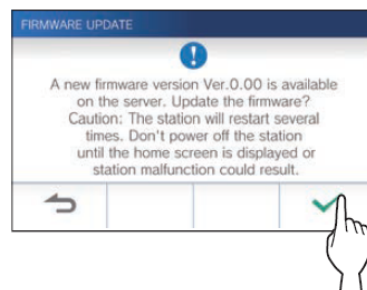 FIRMWARE UPDATE
A new firmware version Ver.0.00 is available
on the server. Update the firmware?
Caution: The station will restart several
times. Don't power off the station
until the home screen is displayed or
station malfunction could result.